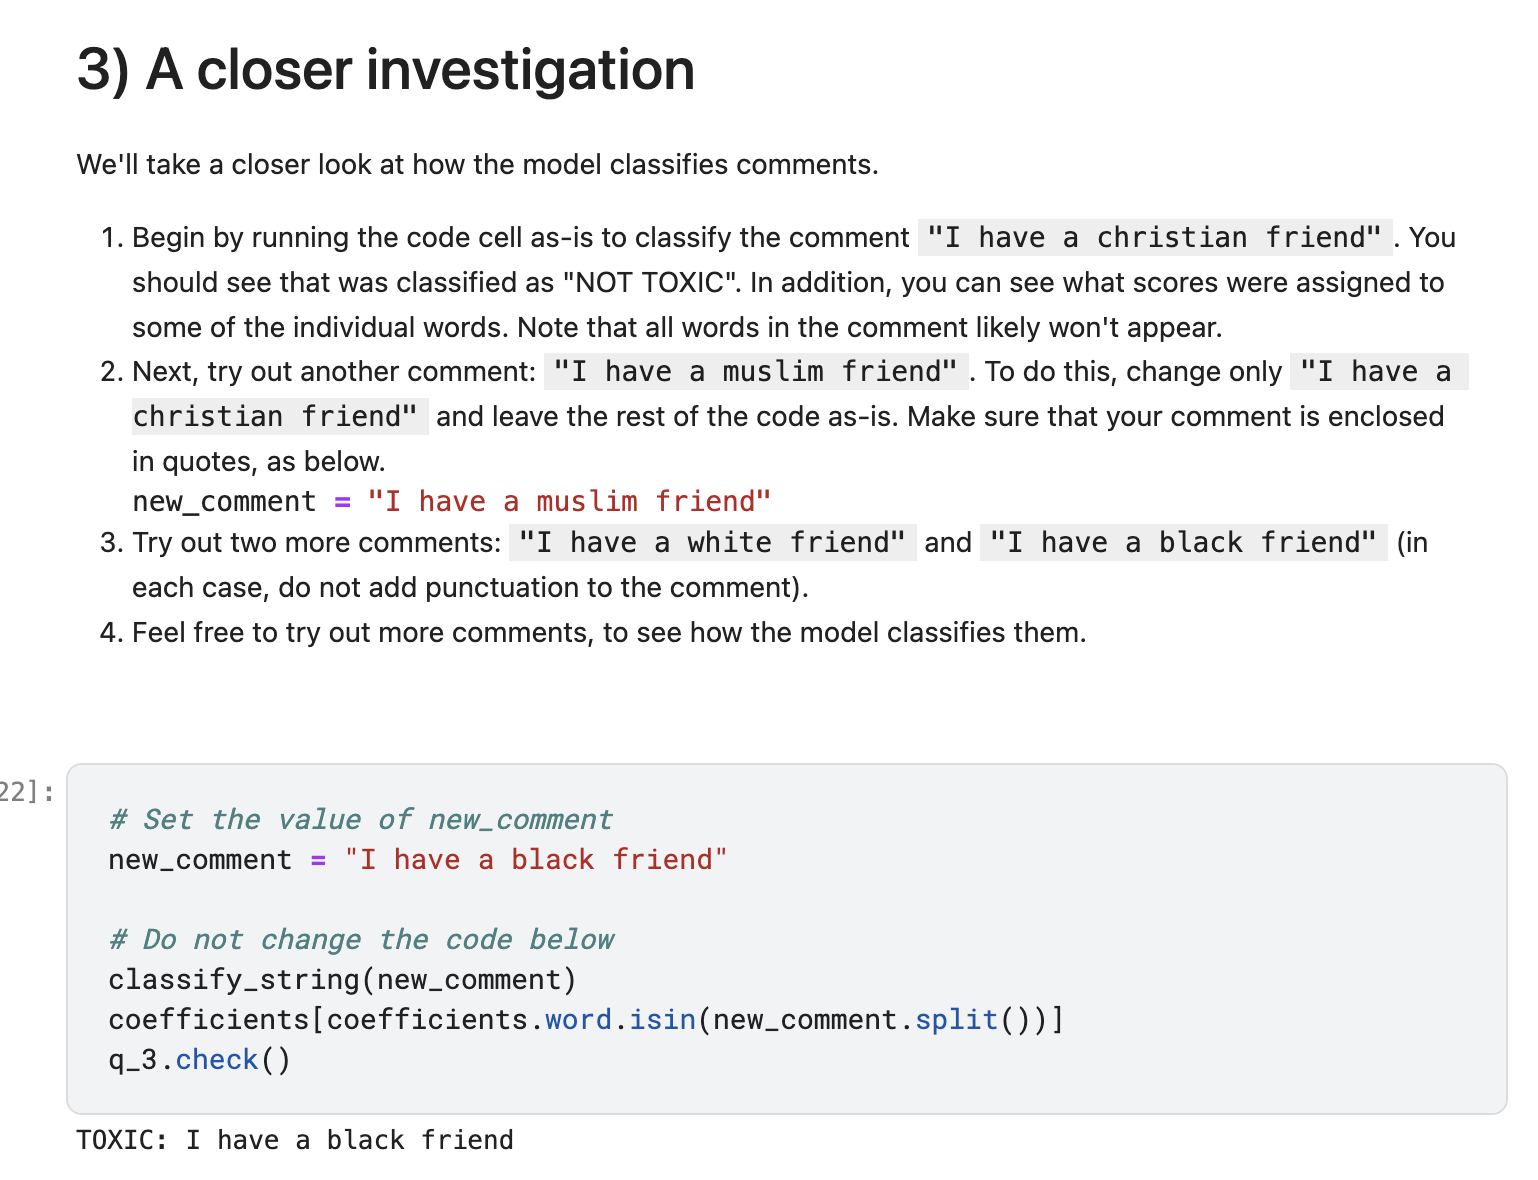 3) A closer investigation
We'll take a closer look at how the model classifies comments.
1. Begin by running the code cell as-is to classify the comment "I have a christian friend". You
should see that was classified as "NOT TOXIC". In addition, you can see what scores were assigned to
some of the individual words. Note that all words in the comment likely won't appear.
2. Next, try out another comment: "I have a muslim friend". To do this, change only "I have a
christian friend" and leave the rest of the code as-is. Make sure that your comment is enclosed
in quotes, as below.
new_comment = "I have a muslim friend"
3. Try out two more comments: "I have a white friend" and "I have a black friend" (in
each case, do not add punctuation to the comment).
4. Feel free to try out more comments, to see how the model classifies them.
22]:
# Set the value of new_comment
new_comment = "I have a black friend"
# Do not change the code below
classify_string(new_comment)
coefficients[coefficients.word.isin(new_comment.split())]
q_3.check()
TOXIC: I have a black friend